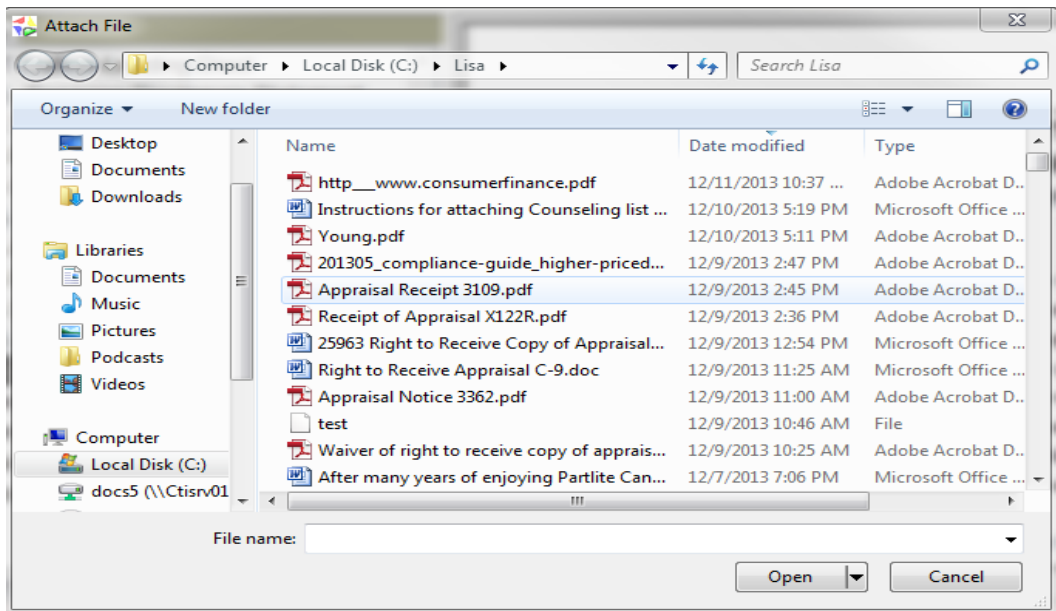 Attach File
Computer Local Disk (C:) Lisa Search Lisa
Organize New folder
Desktop
Documents
Downloads
Libraries
Documents
Music
Pictures
Podcasts
Videos
Computer
Local Disk (C:)
docs5 (\\Ctisrv01
Name Date modified Type
http__www.consumerfinance.pdf 12/11/2013 10:37 ... Adobe Acrobat D...
Instructions for attaching Counseling list ... 12/10/2013 5:19 PM Microsoft Office ...
Young.pdf 12/10/2013 5:11 PM Adobe Acrobat D...
201305_compliance-guide_higher-priced... 12/9/2013 2:47 PM Adobe Acrobat D...
Appraisal Receipt 3109.pdf 12/9/2013 2:45 PM Adobe Acrobat D...
Receipt of Appraisal X122R.pdf 12/9/2013 2:36 PM Adobe Acrobat D...
25963 Right to Receive Copy of Appraisal... 12/9/2013 12:54 PM Microsoft Office ...
Right to Receive Appraisal C-9.doc 12/9/2013 11:25 AM Microsoft Office ...
Appraisal Notice 3362.pdf 12/9/2013 11:00 AM Adobe Acrobat D...
test 12/9/2013 10:46 AM File
Waiver of right to receive copy of apprais... 12/9/2013 10:25 AM Adobe Acrobat D...
After many years of enjoying Partlite Can... 12/7/2013 7:06 PM Microsoft Office ...
File name:
Open Cancel